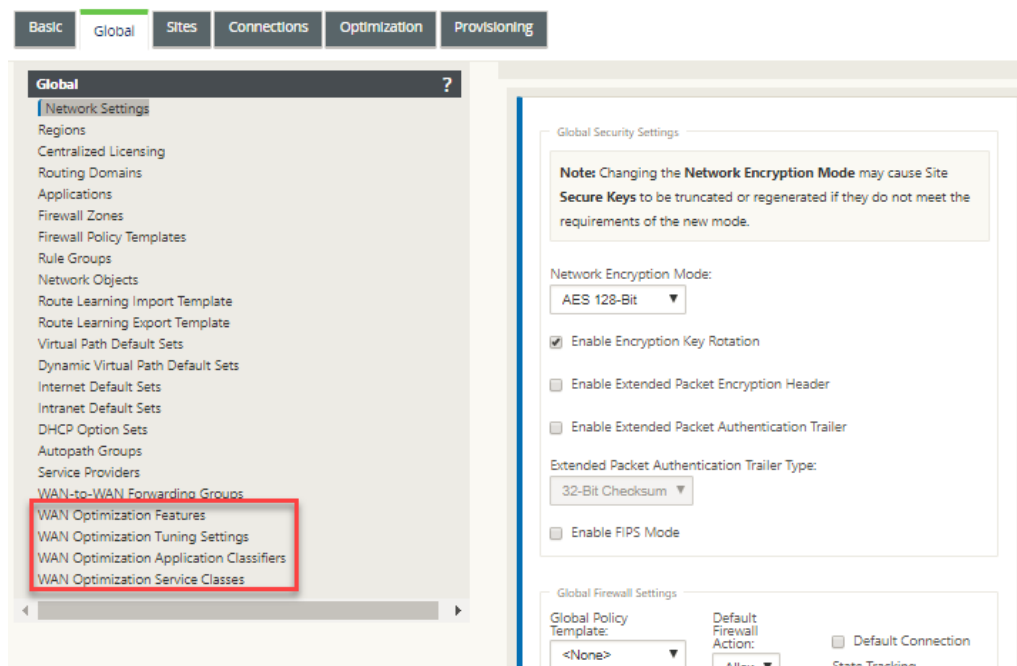 Basic Global Sites Connections Optimization Provisioning
Global ?
Network Settings
Regions
Centralized Licensing
Routing Domains
Applications
Firewall Zones
Firewall Policy Templates
Rule Groups
Network Objects
Route Learning Import Template
Route Learning Export Template
Virtual Path Default Sets
Dynamic Virtual Path Default Sets
Internet Default Sets
Intranet Default Sets
DHCP Option Sets
Autopath Groups
Service Providers
WAN-to-WAN Forwarding Groups
WAN Optimization Features
WAN Optimization Tuning Settings
WAN Optimization Application Classifiers
WAN Optimization Service Classes
Global Security Settings
Note: Changing the Network Encryption Mode may cause Site
Secure Keys to be truncated or regenerated if they do not meet the
requirements of the new mode.
Network Encryption Mode:
AES 128-Bit
Enable Encryption Key Rotation
Enable Extended Packet Encryption Header
Enable Extended Packet Authentication Trailer
Extended Packet Authentication Trailer Type:
32-Bit Checksum
Enable FIPS Mode
Global Firewall Settings
Global Policy
Template:
<None>
Default
Firewall
Action:
Allow
Default Connection
State Tracking